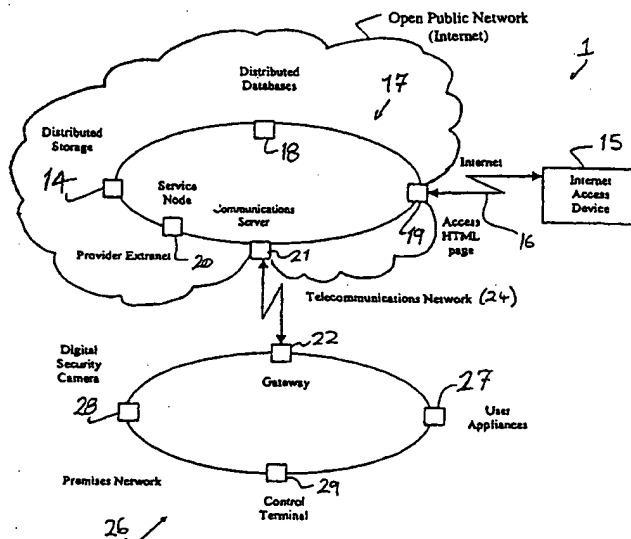 Open Public Network
(Internet)
1
Distributed
Databases
17
Distributed
Storage
18
15
Internet
Internet
Access
Device
14
Service
Node
Communications
Server
19
Access
HTML
page
16
Provider Extranet
20
21
Telecommunications Network (24)
22
Digital
Security
Camera
Gateway
27
28
User
Appliances
Premises Network
29
Control
Terminal
26